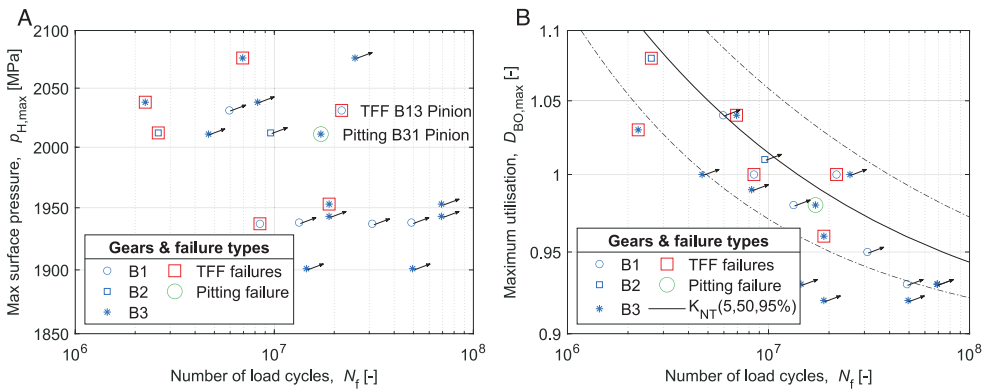 A
2100
2050
2000
1950
1900
1850
Max surface pressure, p_H,max [MPa]
TFF B13 Pinion
Pitting B31 Pinion
Gears & failure types
B1 TFF failures
B2 Pitting failure
B3
10^6 10^7 10^8
Number of load cycles, N_f [-]
B
1.1
1.05
1
0.95
0.9
Maximum utilisation, D_BO,max [-]
Gears & failure types
B1 TFF failures
B2 Pitting failure
B3 K_NT(5,50,95%)
10^6 10^7 10^8
Number of load cycles, N_f [-]